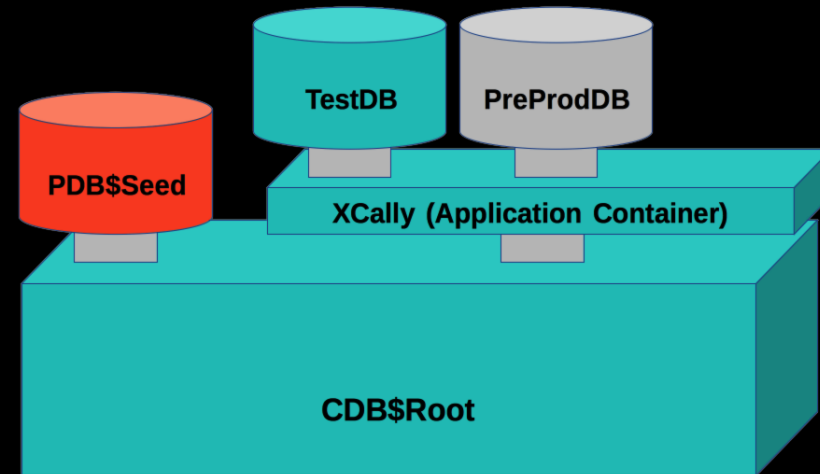 TestDB
PreProdDB
PDB$Seed
XCally (Application Container)
CDB$Root